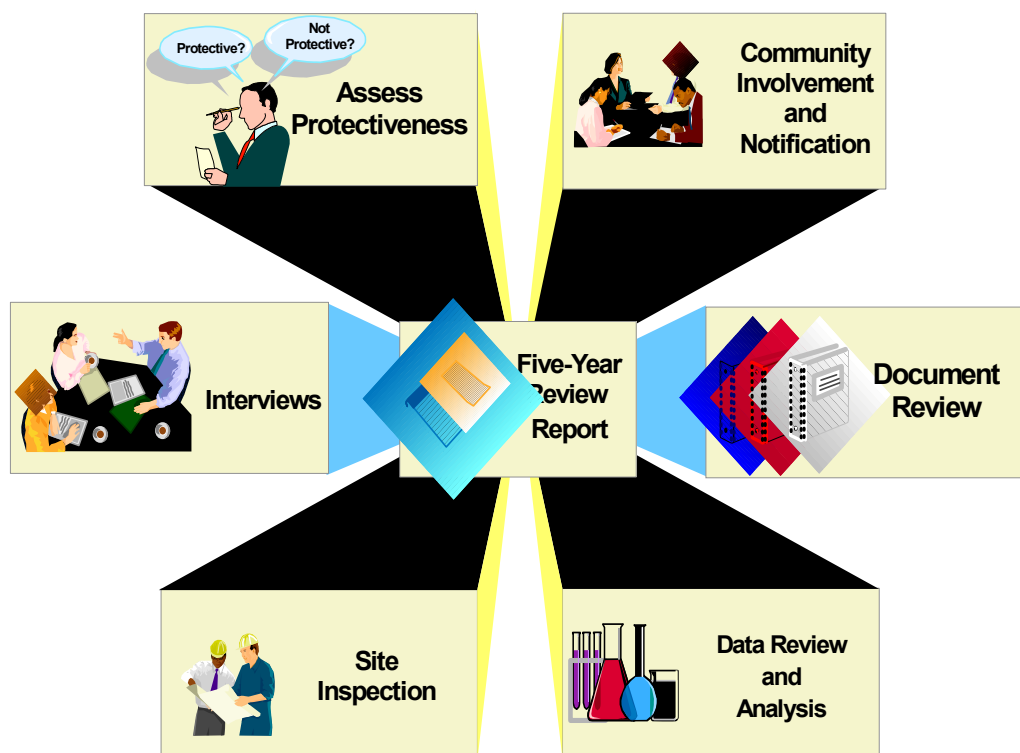 Protective?
Not
Protective?
Assess
Protectiveness
Community
Involvement
and
Notification
Interviews
Five-Year
Review
Report
Document
Review
Site
Inspection
Data Review
and
Analysis